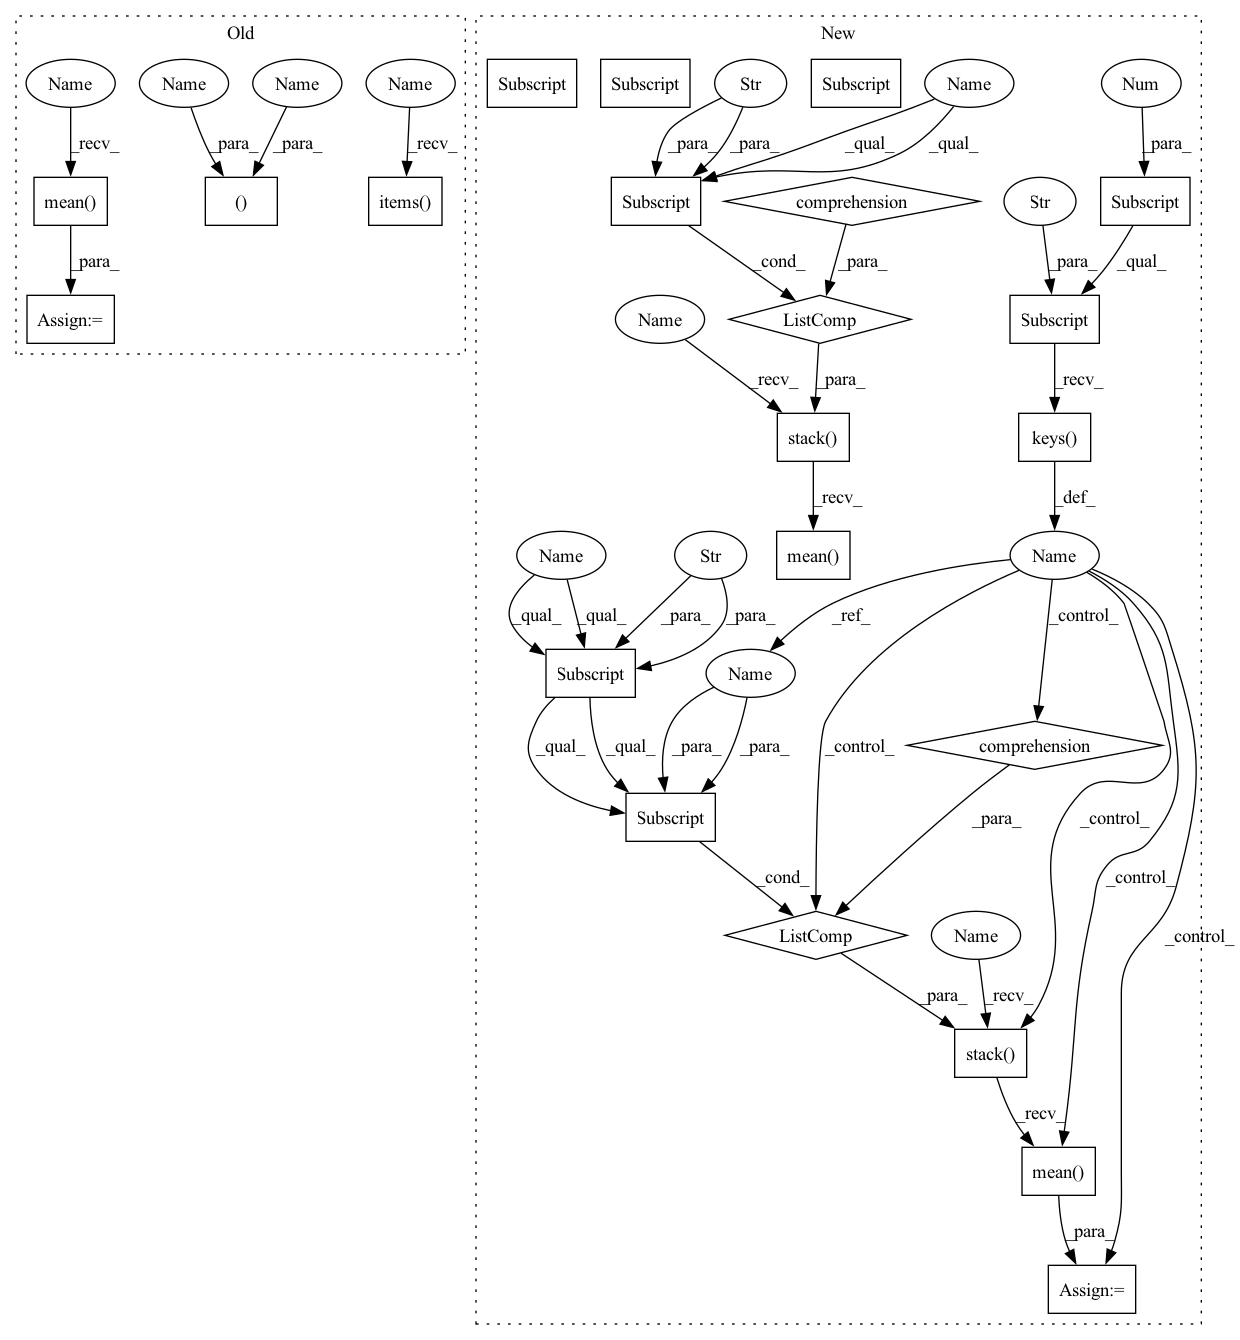 Old
New
Name
Name
Name
Name
Subscript
Subscript
Str
Subscript
Name
Num
_recv_
_para_
_para_
_recv_
_para_
_para_
_qual_
_qual_
_para_
mean()
()
items()
Subscript
comprehension
Str
Subscript
_para_
_cond_
_para_
_para_
_qual_
Assign:=
Name
ListComp
Subscript
_recv_
_para_
_recv_
stack()
keys()
_recv_
_def_
Name
Str
mean()
Name
_qual_
_qual_
_para_
_para_
_ref_
_control_
Subscript
Name
_qual_
_qual_
_para_
_para_
_control_
comprehension
Subscript
_para_
_control_
_cond_
_control_
ListComp
Name
_control_
_para_
_recv_
stack()
_recv_
mean()
_para_
Assign:=